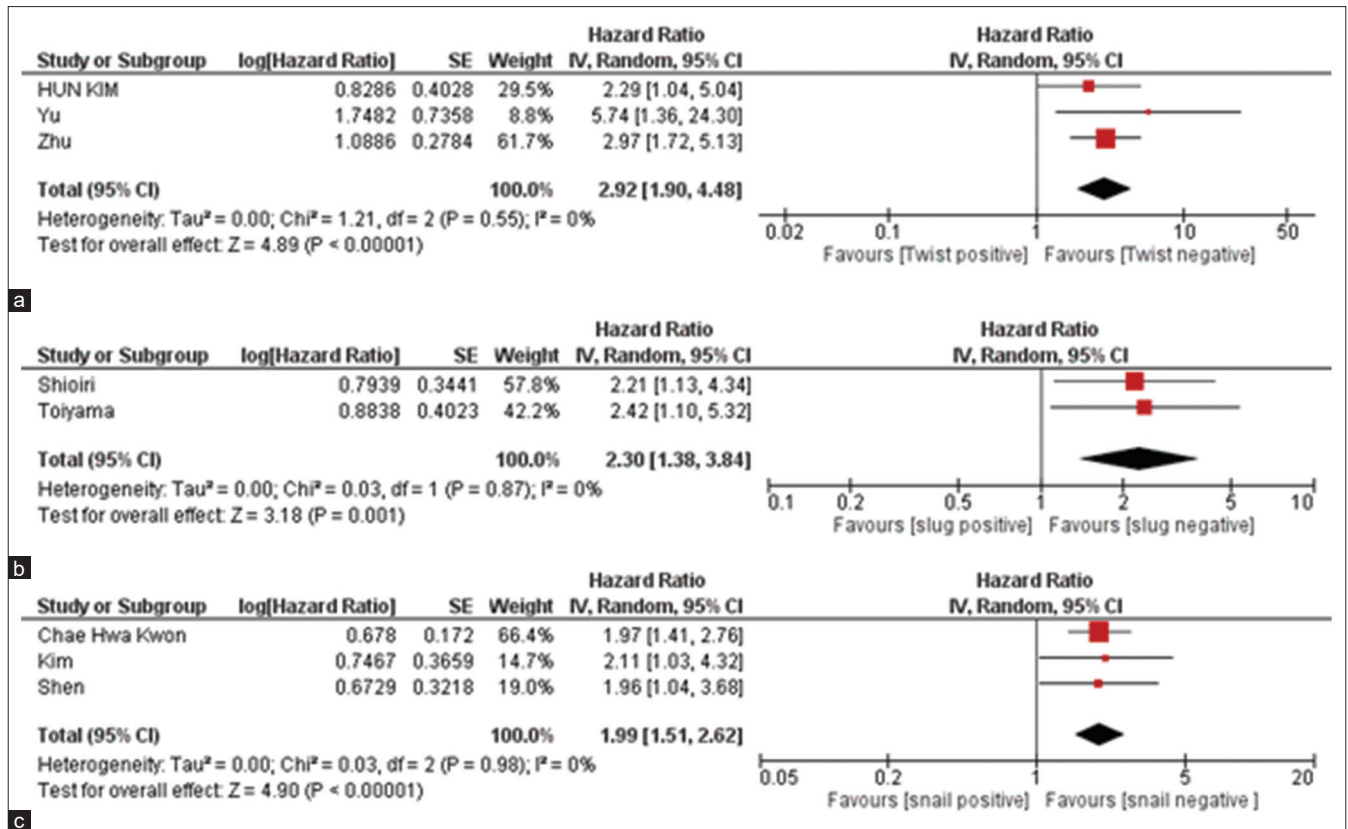 Hazard Ratio Hazard Ratio
Study or Subgroup log[Hazard Ratio] SE Weight IV, Random, 95% CI IV, Random, 95% CI
HUN KIM 0.8286 0.4028 29.5% 2.29 [1.04, 5.04]
Yu 1.7482 0.7358 8.8% 5.74 [1.36, 24.30]
Zhu 1.0886 0.2784 61.7% 2.97 [1.72, 5.13]
Total (95% CI) 100.0% 2.92 [1.90, 4.48]
Heterogeneity: Tau² = 0.00; Chi² = 1.21, df = 2 (P = 0.55); I² = 0%
Test for overall effect: Z = 4.89 (P < 0.00001)
0.02 0.1 1 10 50
Favours [Twist positive] Favours [Twist negative]
a
Hazard Ratio Hazard Ratio
Study or Subgroup log[Hazard Ratio] SE Weight IV, Random, 95% CI IV, Random, 95% CI
Shioiri 0.7939 0.3441 57.8% 2.21 [1.13, 4.34]
Toiyama 0.8838 0.4023 42.2% 2.42 [1.10, 5.32]
Total (95% CI) 100.0% 2.30 [1.38, 3.84]
Heterogeneity: Tau² = 0.00; Chi² = 0.03, df = 1 (P = 0.87); I² = 0%
Test for overall effect: Z = 3.18 (P = 0.001)
0.1 0.2 0.5 1 2 5 10
Favours [slug positive] Favours [slug negative]
b
Hazard Ratio Hazard Ratio
Study or Subgroup log[Hazard Ratio] SE Weight IV, Random, 95% CI IV, Random, 95% CI
Chae Hwa Kwon 0.678 0.172 66.4% 1.97 [1.41, 2.76]
Kim 0.7467 0.3659 14.7% 2.11 [1.03, 4.32]
Shen 0.6729 0.3218 19.0% 1.96 [1.04, 3.68]
Total (95% CI) 100.0% 1.99 [1.51, 2.62]
Heterogeneity: Tau² = 0.00; Chi² = 0.03, df = 2 (P = 0.98); I² = 0%
Test for overall effect: Z = 4.90 (P < 0.00001)
0.05 0.2 1 5 20
Favours [snail positive] Favours [snail negative ]
c